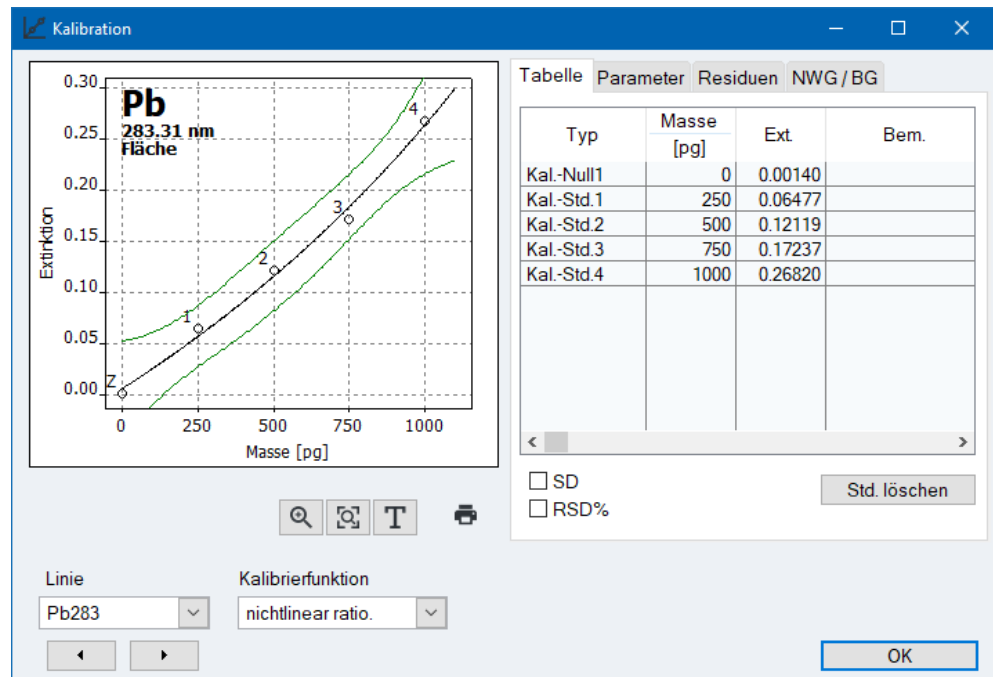 Kalibration
Pb
283.31 nm
Fläche
0.30
0.25
0.20
0.15
0.10
0.05
0.00
Extinktion
Z
1
2
3
4
0 250 500 750 1000
Masse [pg]
Tabelle Parameter Residuen NWG / BG
Typ Masse [pg] Ext. Bem.
Kal.-Null1 0 0.00140
Kal.-Std.1 250 0.06477
Kal.-Std.2 500 0.12119
Kal.-Std.3 750 0.17237
Kal.-Std.4 1000 0.26820
SD
RSD%
Std. löschen
T
Linie Kalibrierfunktion
Pb283 nichtlinear ratio.
OK